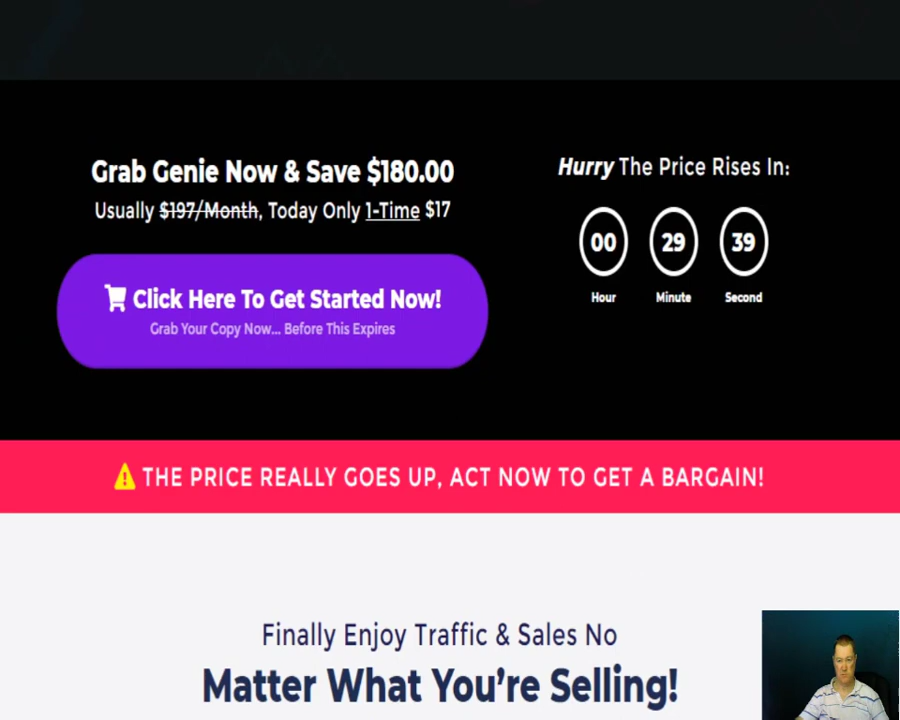 Grab Genie Now & Save $180.00
Usually $197/Month, Today Only 1-Time $17
Click Here To Get Started Now!
Grab Your Copy Now... Before This Expires
Hurry The Price Rises In:
00 29 39
Hour Minute Second
THE PRICE REALLY GOES UP, ACT NOW TO GET A BARGAIN!
Finally Enjoy Traffic & Sales No
Matter What You're Selling!